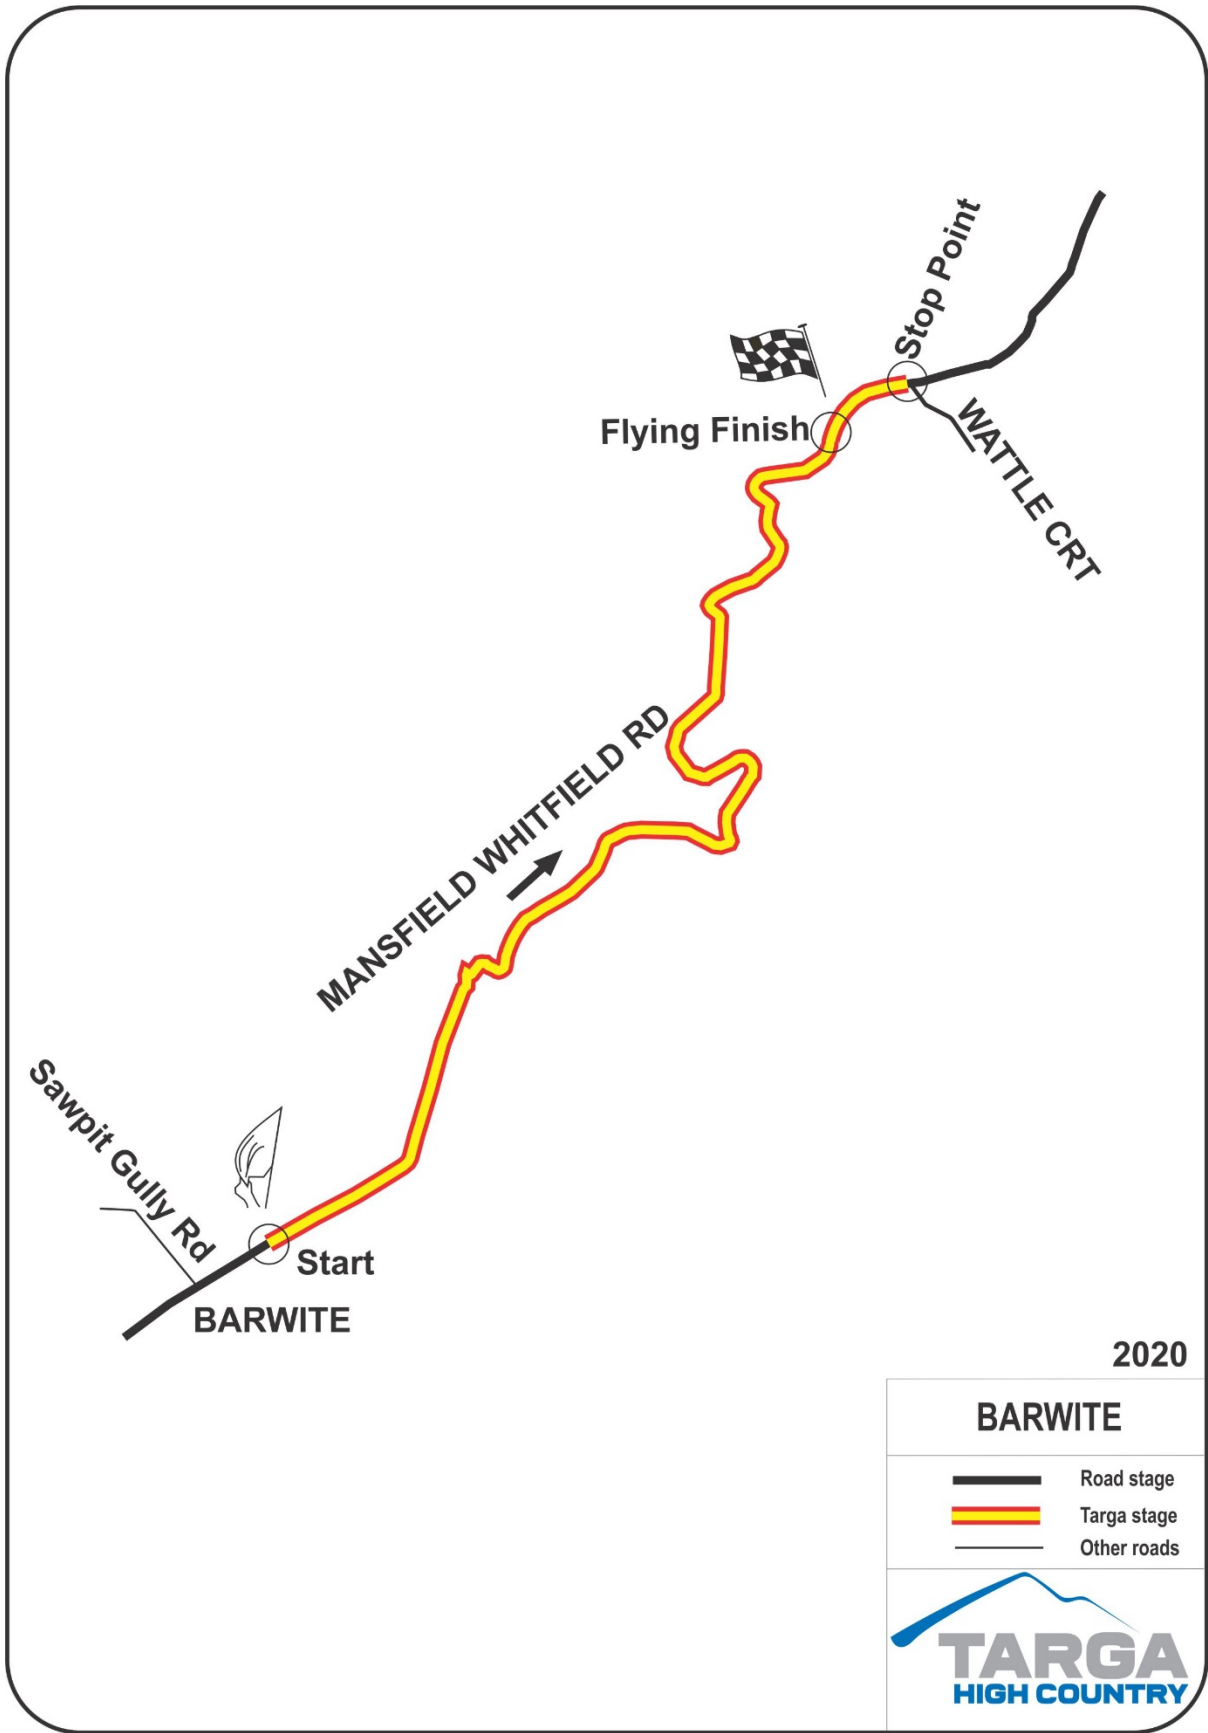 Stop Point
Flying Finish
WATTLE CRT
MANSFIELD WHITFIELD RD
Sawpit Gully Rd
Start
BARWITE
2020
BARWITE
Road stage
Targa stage
Other roads
TARGA
HIGH COUNTRY